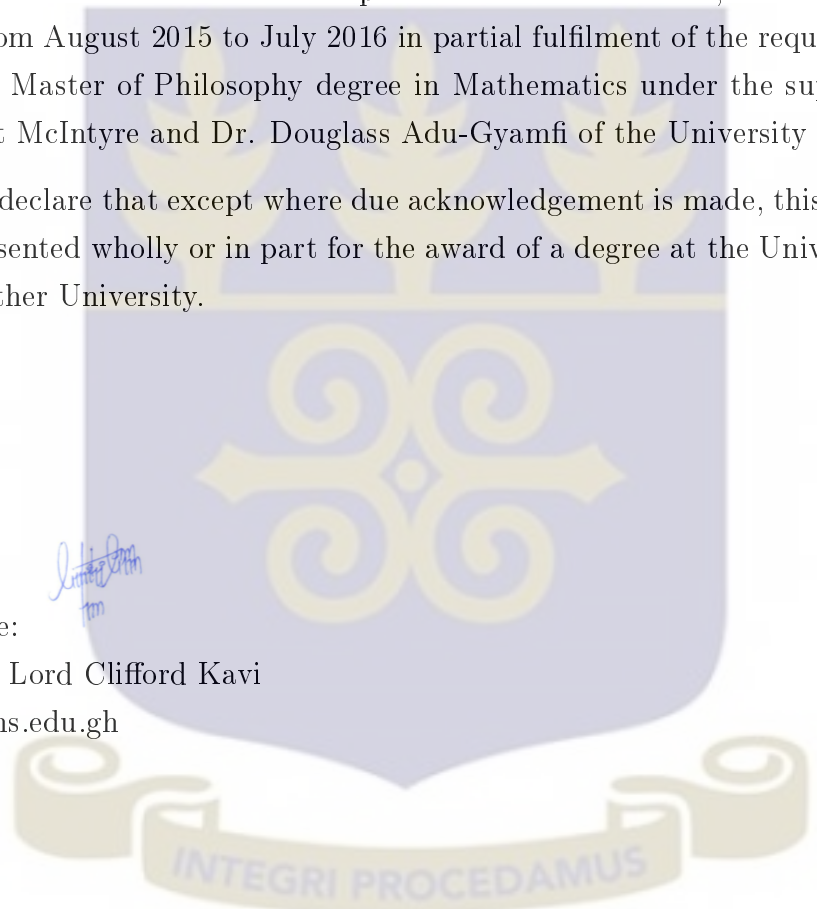 om August 2015 to July 2016 in partial fulfilment of the requ
Master of Philosophy degree in Mathematics under the su
t McIntyre and Dr. Douglass Adu-Gyamfi of the University
declare that except where due acknowledgement is made, this
sented wholly or in part for the award of a degree at the Univ
ther University.
e:
Lord Clifford Kavi
ns.edu.gh
INTEGRI PROCEDAMUS